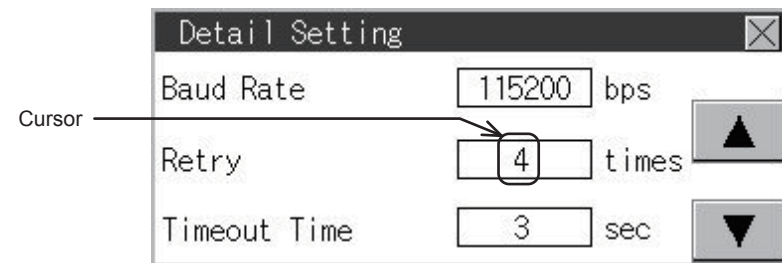 Detail Setting
Baud Rate 115200 bps
Cursor
Retry 4 times
Timeout Time 3 sec